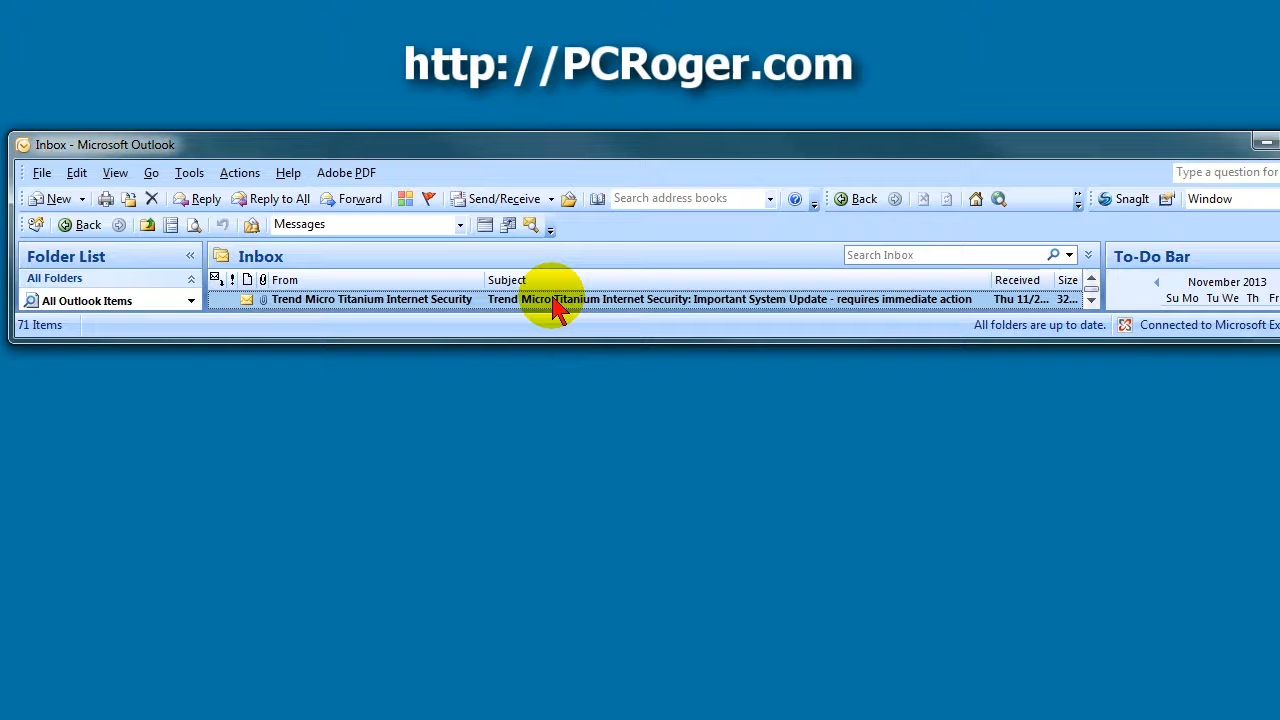 http://PCRoger.com
Inbox - Microsoft Outlook
File Edit View Go Tools Actions Help Adobe PDF Type a question for
New Reply Reply to All Forward Send/Receive Search address books Back SnagIt Window
Back Messages
Folder List « Inbox Search Inbox To-Do Bar
All Folders From Subject Received Size November 2013
All Outlook Items Trend Micro Titanium Internet Security Trend Micro Titanium Internet Security: Important System Update - requires immediate action Thu 11/2... 32... Su Mo Tu We Th Fr
71 Items All folders are up to date. Connected to Microsoft Ex